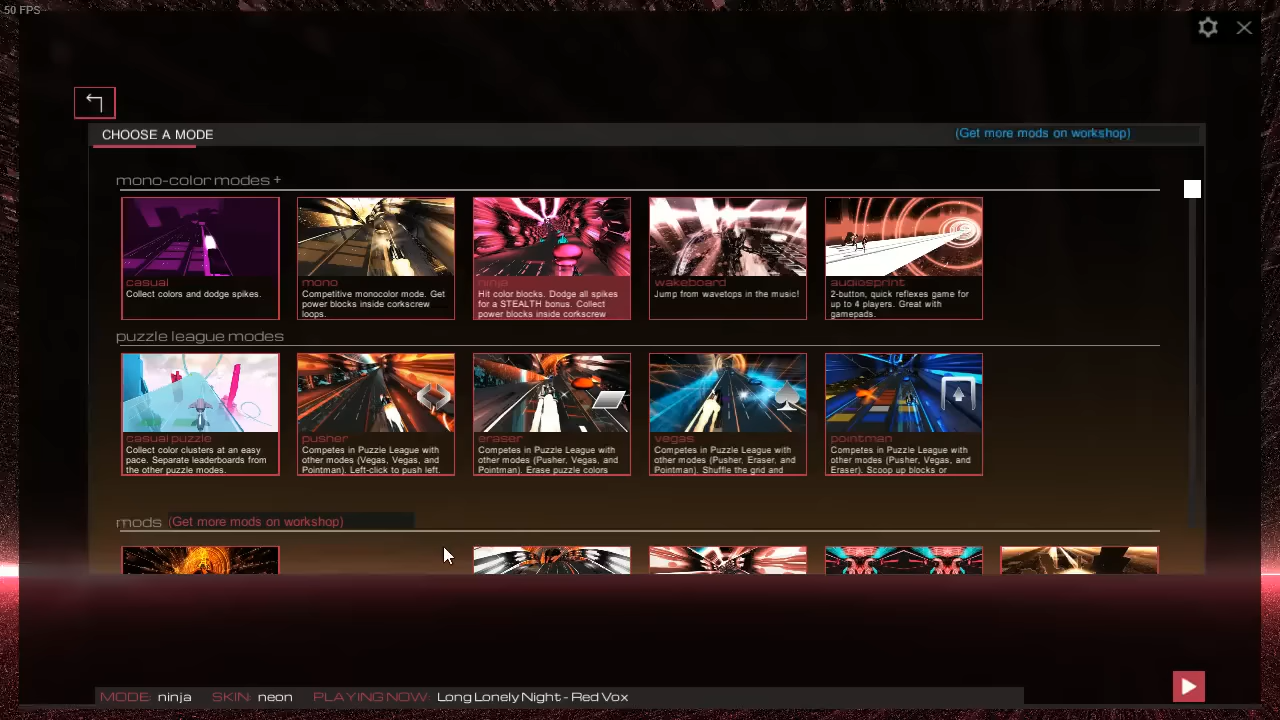 50 FPS
CHOOSE A MODE
(Get more mods on workshop)
mono-color modes +
casual
Collect colors and dodge spikes.
mono
Competitive monocolor mode. Get
power blocks inside corkscrew
loops.
ninja
Hit color blocks. Dodge all spikes
for a STEALTH bonus. Collect
power blocks inside corkscrew
wakeboard
Jump from wavetops in the music!
audiosprint
2-button, quick reflexes game for
up to 4 players. Great with
gamepads.
puzzle league modes
casual puzzle
Collect color clusters at an easy
pace. Separate leaderboards from
the other puzzle modes.
pusher
Competes in Puzzle League with
other modes (Vegas, Vegas, and
Pointman). Left-click to push left.
eraser
Competes in Puzzle League with
other modes (Pusher, Vegas, and
Pointman). Erase puzzle colors
vegas
Competes in Puzzle League with
other modes (Pusher, Eraser, and
Pointman). Shuffle the grid and
pointman
Competes in Puzzle League with
other modes (Pusher, Vegas, and
Eraser). Scoop up blocks or
mods (Get more mods on workshop)
MODE: ninja SKIN: neon PLAYING NOW: Long Lonely Night - Red Vox